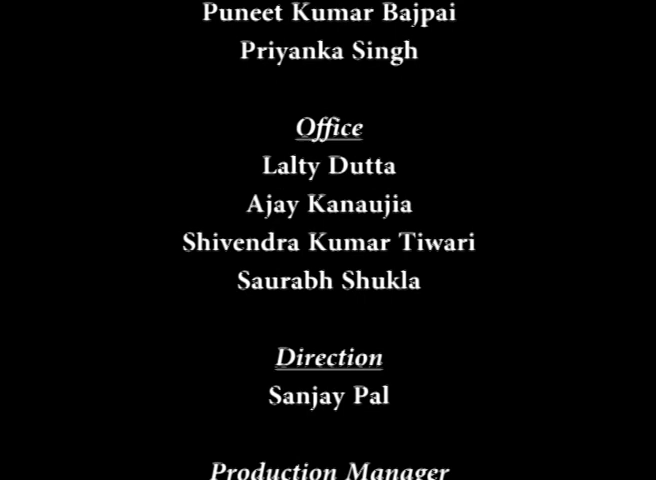 Puneet Kumar Bajpai
Priyanka Singh
Office
Lalty Dutta
Ajay Kanaujia
Shivendra Kumar Tiwari
Saurabh Shukla
Direction
Sanjay Pal
Production Manager